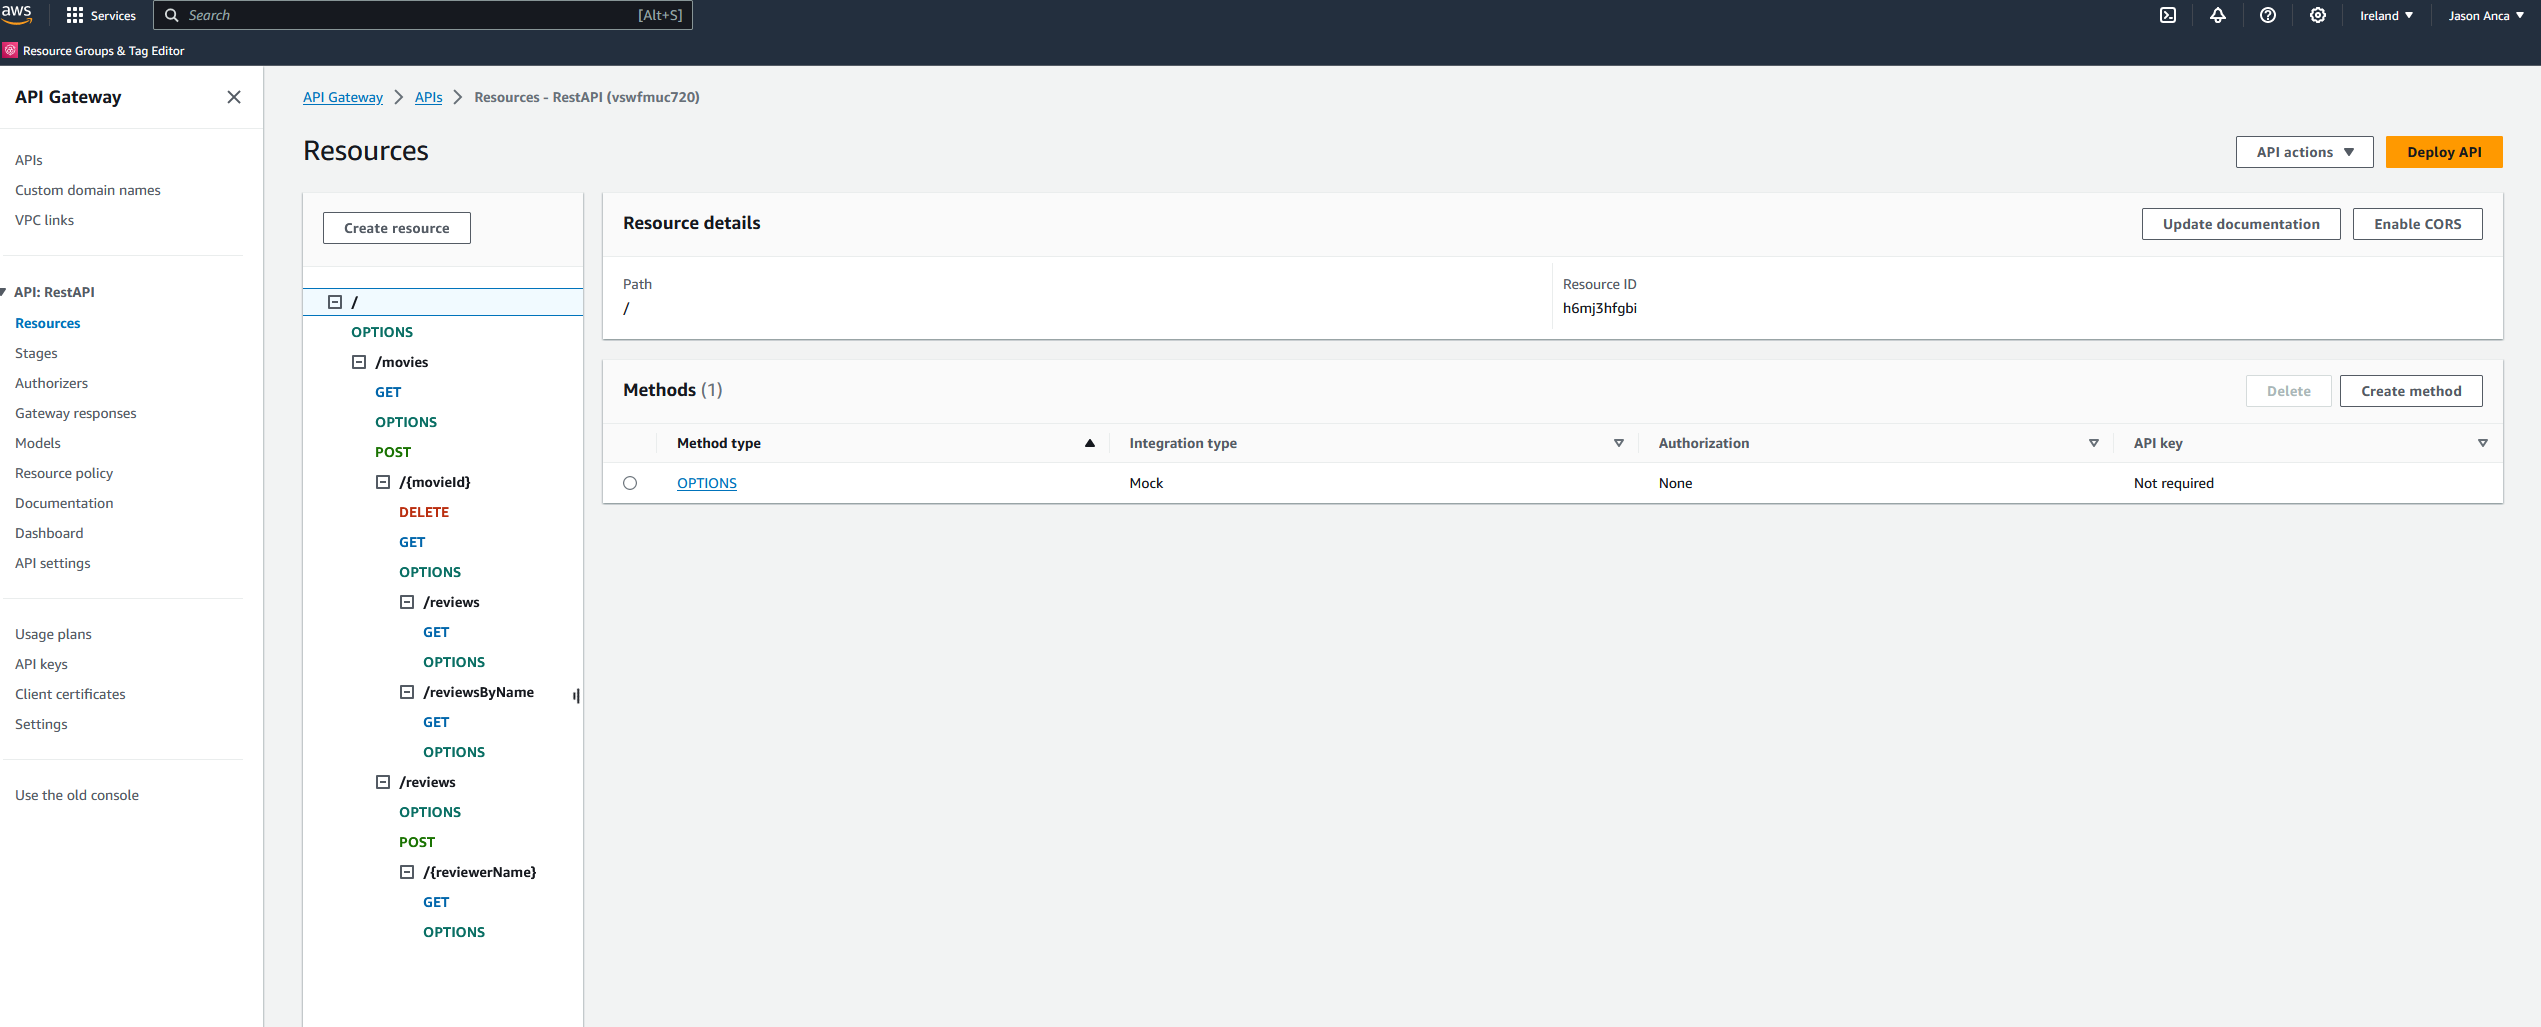 aws
Services
Search
[Alt+S]
Ireland
Jason Anca
Resource Groups & Tag Editor
API Gateway
APIs
Custom domain names
VPC links
API: RestAPI
Resources
Stages
Authorizers
Gateway responses
Models
Resource policy
Documentation
Dashboard
API settings
Usage plans
API keys
Client certificates
Settings
Use the old console
API Gateway
APIs
Resources - RestAPI (vswfmuc720)
Resources
API actions
Deploy API
Create resource
/
OPTIONS
/movies
GET
OPTIONS
POST
/{movieId}
DELETE
GET
OPTIONS
/reviews
GET
OPTIONS
/reviewsByName
GET
OPTIONS
/reviews
OPTIONS
POST
/{reviewerName}
GET
OPTIONS
Resource details
Update documentation
Enable CORS
Path
/
Resource ID
h6mj3hfgbi
Methods (1)
Delete
Create method
Method type
Integration type
Authorization
API key
OPTIONS
Mock
None
Not required